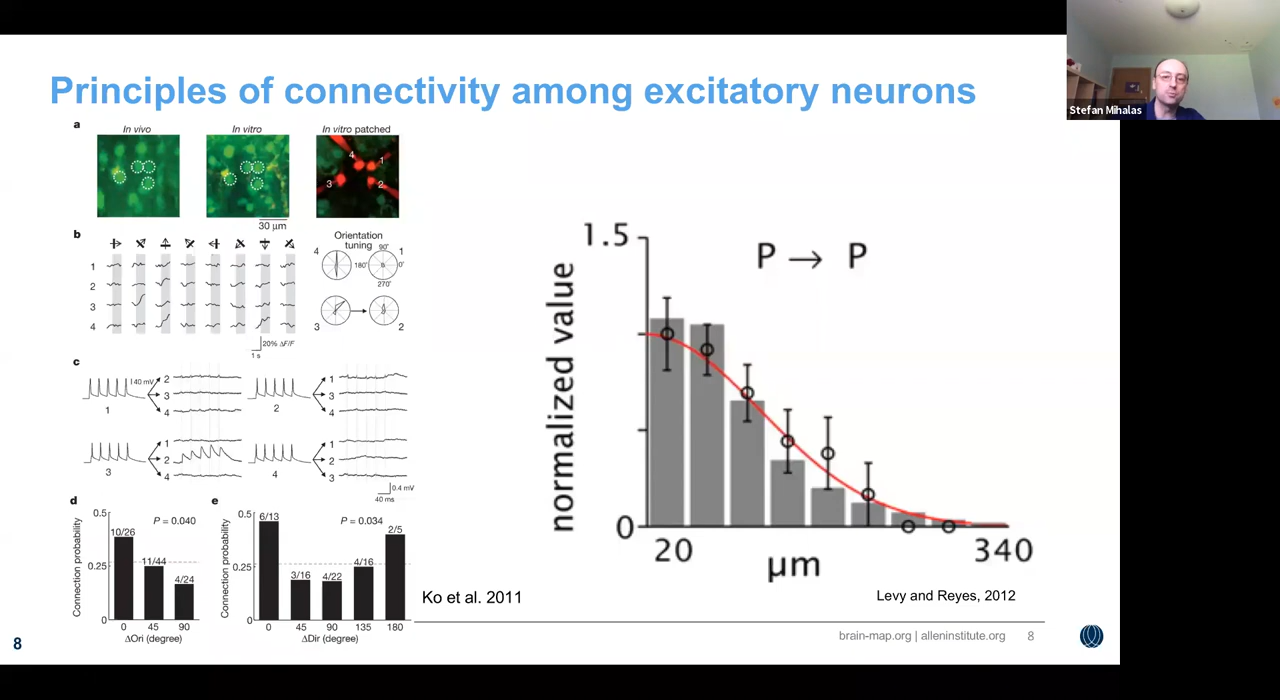 Principles of connectivity among excitatory neurons
Stefan Mihalas
a
In vivo
In vitro
In vitro patched
4
1
3
2
30 µm
b
1
2
3
4
20% ΔF/F
1 s
Orientation
tuning
90°
4
1
180°
0°
270°
3
2
c
40 mV
2
3
4
1
1
3
4
2
1
2
4
3
1
2
3
4
0.4 mV
40 ms
d
Connection probability
0.5
0.25
0
P = 0.040
10/26
11/44
4/24
0 45 90
ΔOri (degree)
e
Connection probability
0.5
0.25
0
P = 0.034
6/13
3/16
4/22
4/16
2/5
0 45 90 135 180
ΔDir (degree)
Ko et al. 2011
P → P
normalized value
1.5
0
20
340
µm
Levy and Reyes, 2012
brain-map.org | alleninstitute.org 8
8